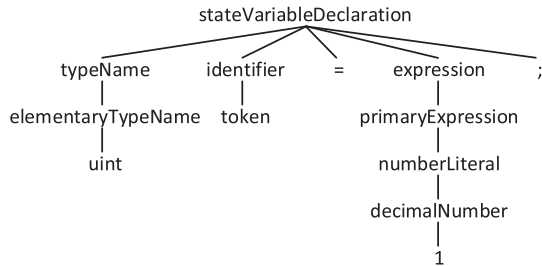 stateVariableDeclaration
typeName identifier = expression ;
elementaryTypeName token primaryExpression
uint numberLiteral
decimalNumber
1